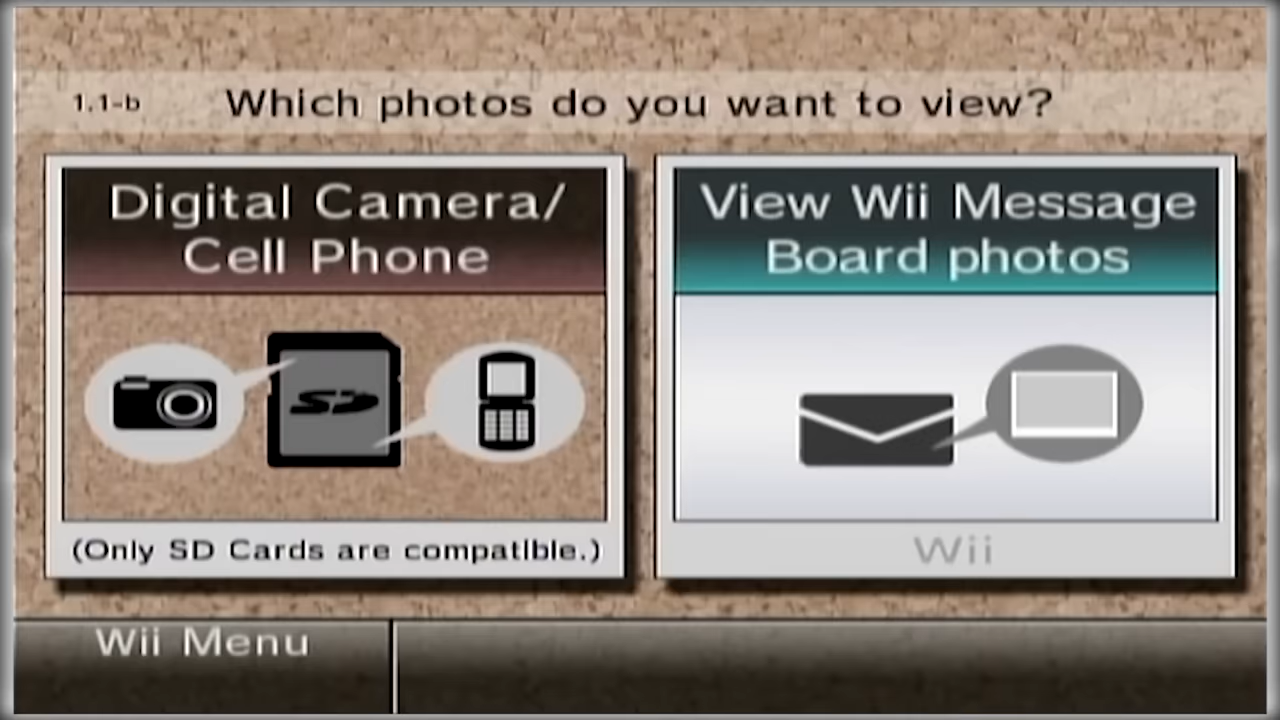 1.1-b Which photos do you want to view?
Digital Camera/
Cell Phone
SD
(Only SD Cards are compatible.)
View Wii Message
Board photos
Wii
Wii Menu